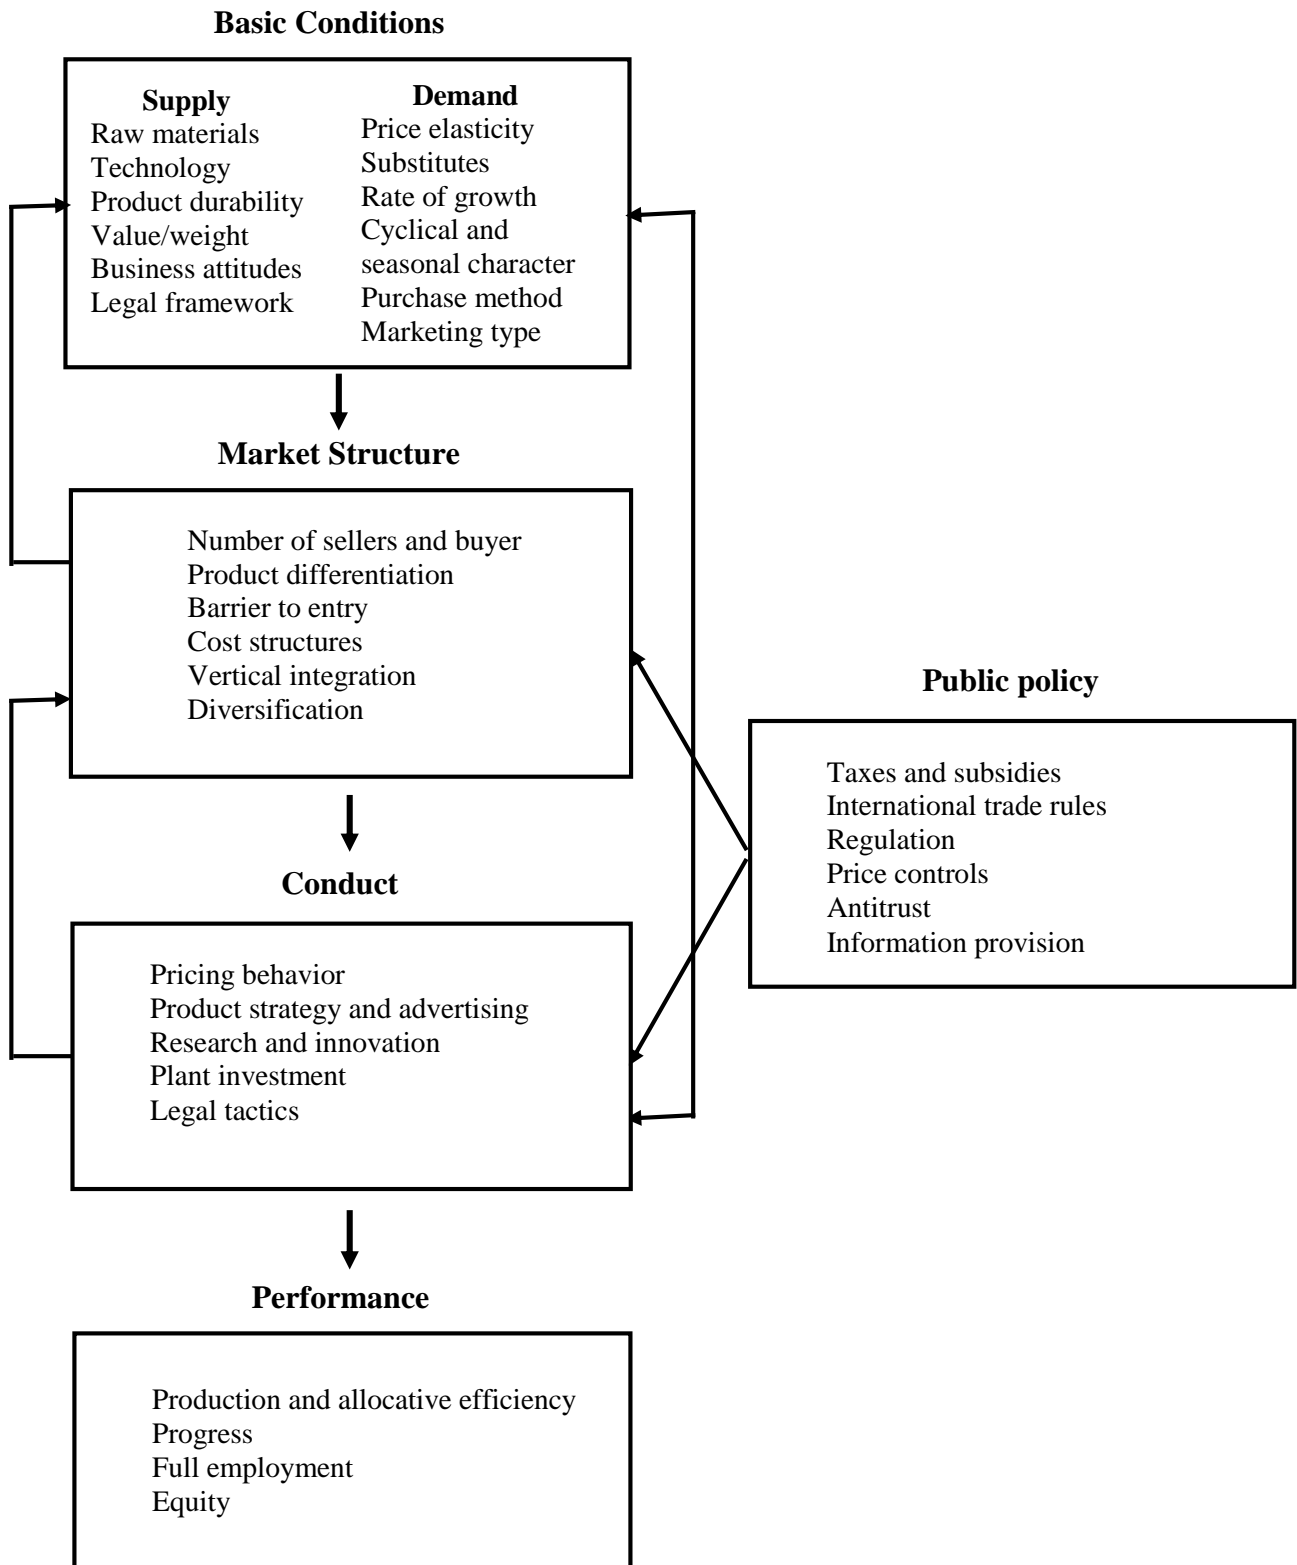 Basic Conditions
Supply
Raw materials
Technology
Product durability
Value/weight
Business attitudes
Legal framework
Demand
Price elasticity
Substitutes
Rate of growth
Cyclical and
seasonal character
Purchase method
Marketing type
Market Structure
Number of sellers and buyer
Product differentiation
Barrier to entry
Cost structures
Vertical integration
Diversification
Public policy
Taxes and subsidies
International trade rules
Regulation
Price controls
Antitrust
Information provision
Conduct
Pricing behavior
Product strategy and advertising
Research and innovation
Plant investment
Legal tactics
Performance
Production and allocative efficiency
Progress
Full employment
Equity